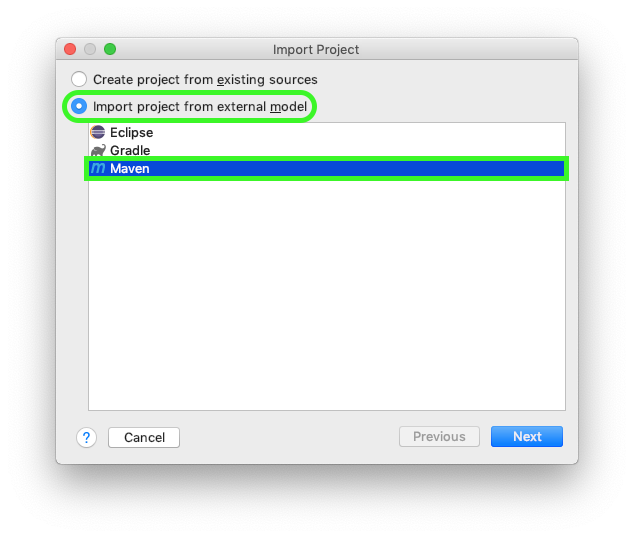 Import Project
Create project from existing sources
Import project from external model
Eclipse
Gradle
m Maven
? Cancel Previous Next